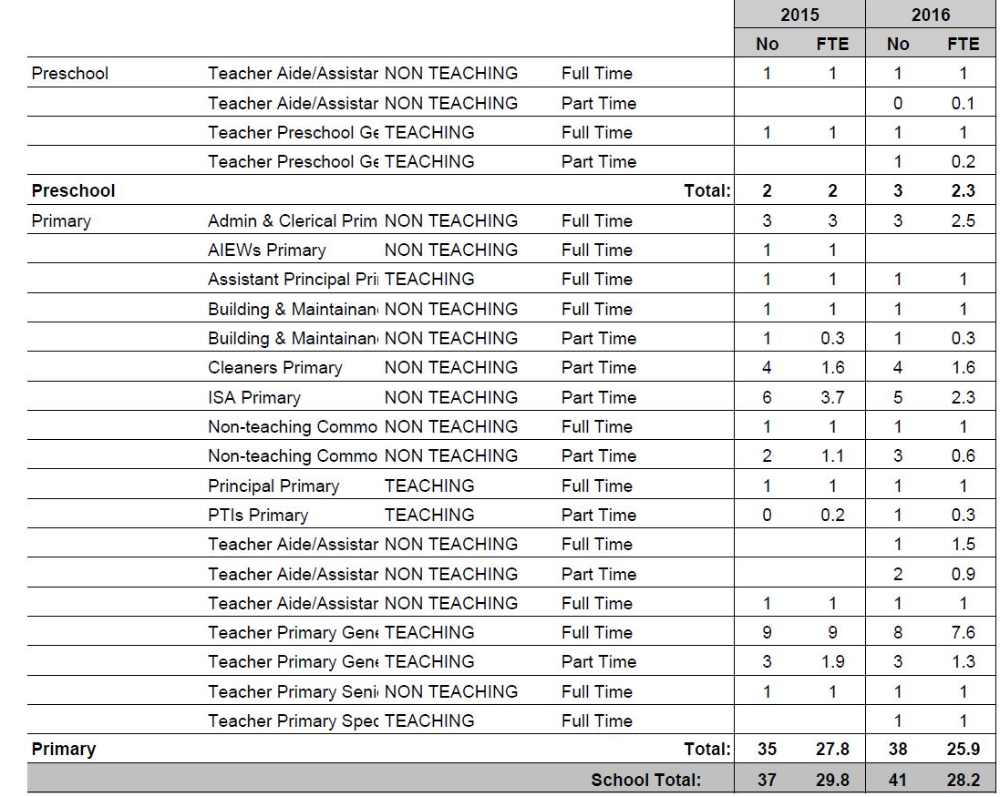 2015 2016
No FTE No FTE
Preschool Teacher Aide/Assistar NON TEACHING Full Time 1 1 1 1
Teacher Aide/Assistar NON TEACHING Part Time 0 0.1
Teacher Preschool Ge TEACHING Full Time 1 1 1 1
Teacher Preschool Ge TEACHING Part Time 1 0.2
Preschool Total: 2 2 3 2.3
Primary Admin & Clerical Prim NON TEACHING Full Time 3 3 3 2.5
AIEWs Primary NON TEACHING Full Time 1 1
Assistant Principal Pri TEACHING Full Time 1 1 1 1
Building & Maintainan NON TEACHING Full Time 1 1 1 1
Building & Maintainan NON TEACHING Part Time 1 0.3 1 0.3
Cleaners Primary NON TEACHING Part Time 4 1.6 4 1.6
ISA Primary NON TEACHING Part Time 6 3.7 5 2.3
Non-teaching Commo NON TEACHING Full Time 1 1 1 1
Non-teaching Commo NON TEACHING Part Time 2 1.1 3 0.6
Principal Primary TEACHING Full Time 1 1 1 1
PTIs Primary TEACHING Part Time 0 0.2 1 0.3
Teacher Aide/Assistar NON TEACHING Full Time 1 1.5
Teacher Aide/Assistar NON TEACHING Part Time 2 0.9
Teacher Aide/Assistar NON TEACHING Full Time 1 1 1 1
Teacher Primary Gene TEACHING Full Time 9 9 8 7.6
Teacher Primary Gene TEACHING Part Time 3 1.9 3 1.3
Teacher Primary Seni NON TEACHING Full Time 1 1 1 1
Teacher Primary Spec TEACHING Full Time 1 1
Primary Total: 35 27.8 38 25.9
School Total: 37 29.8 41 28.2